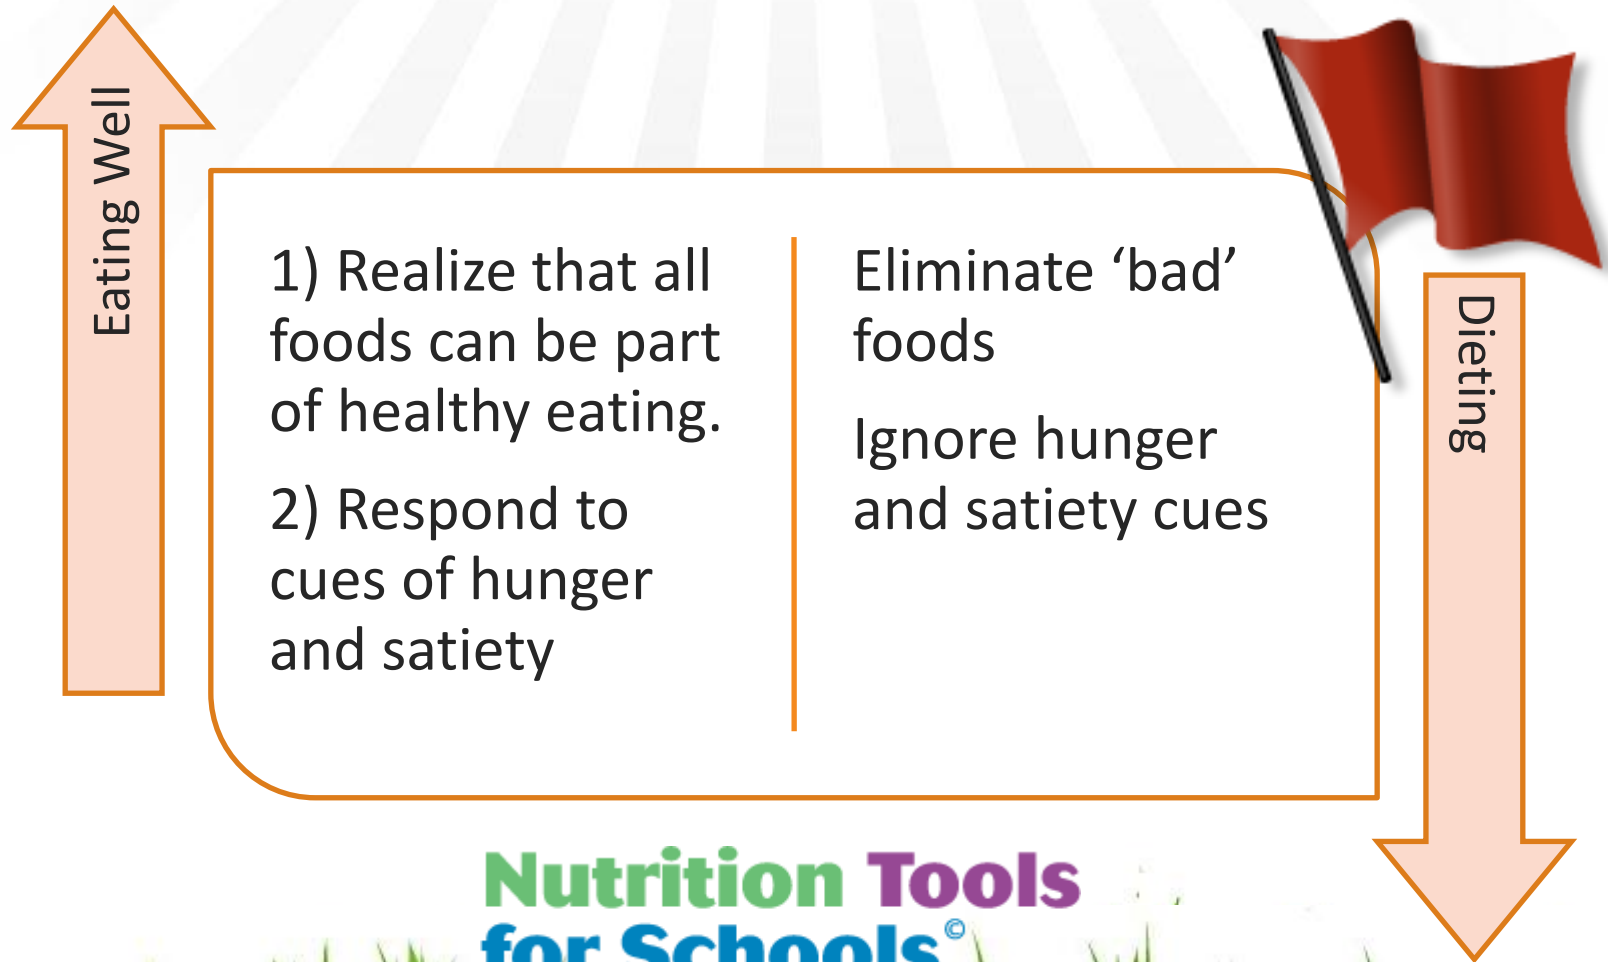 Eating Well
1) Realize that all
foods can be part
of healthy eating.
2) Respond to
cues of hunger
and satiety
Eliminate ‘bad’
foods
Ignore hunger
and satiety cues
Dieting
Nutrition Tools
for Schools©